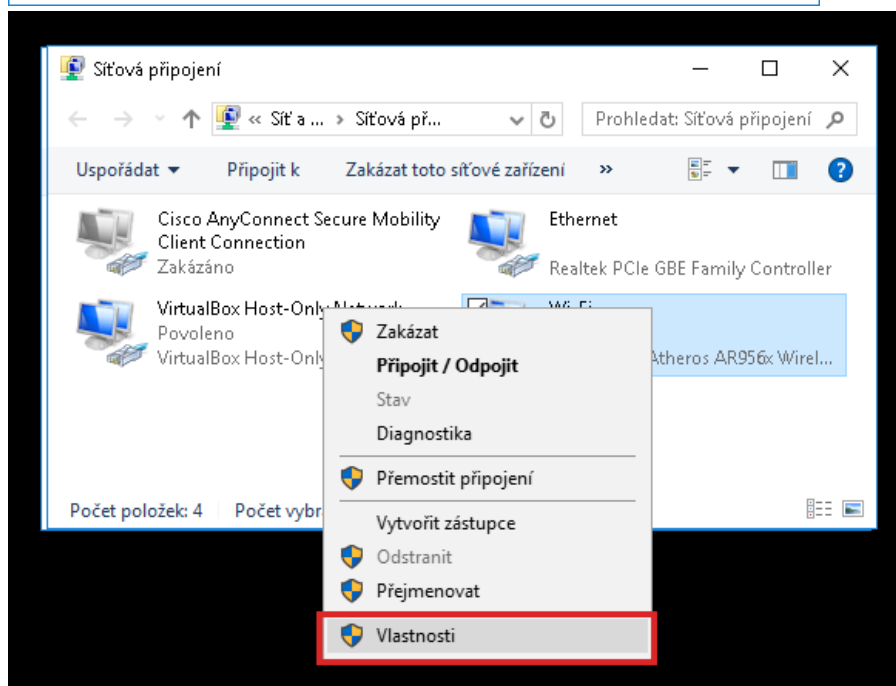 Síťová připojení
« Síť a ... › Síťová př...
Prohledat: Síťová připojení
Uspořádat
Připojit k
Zakázat toto síťové zařízení
»
Cisco AnyConnect Secure Mobility
Client Connection
Zakázáno
Ethernet
Realtek PCIe GBE Family Controller
VirtualBox Host-Only Network
Povoleno
VirtualBox Host-Only
Wi-Fi
Atheros AR956x Wirel...
Zakázat
Připojit / Odpojit
Stav
Diagnostika
Přemostit připojení
Vytvořit zástupce
Odstranit
Přejmenovat
Vlastnosti
Počet položek: 4
Počet vybr